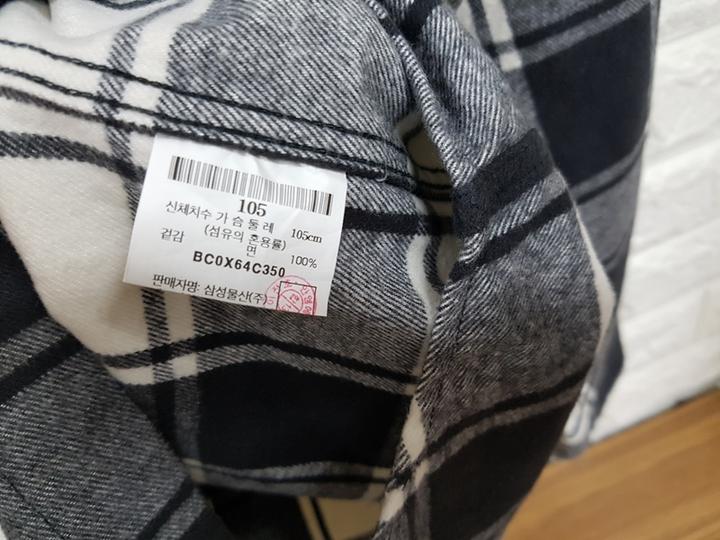 105
신체치수 가 슴 둘 레 105cm
(섬유의 혼용률)
겉감 면 100%
BC0X64C350
판매자명: 삼성물산(주)